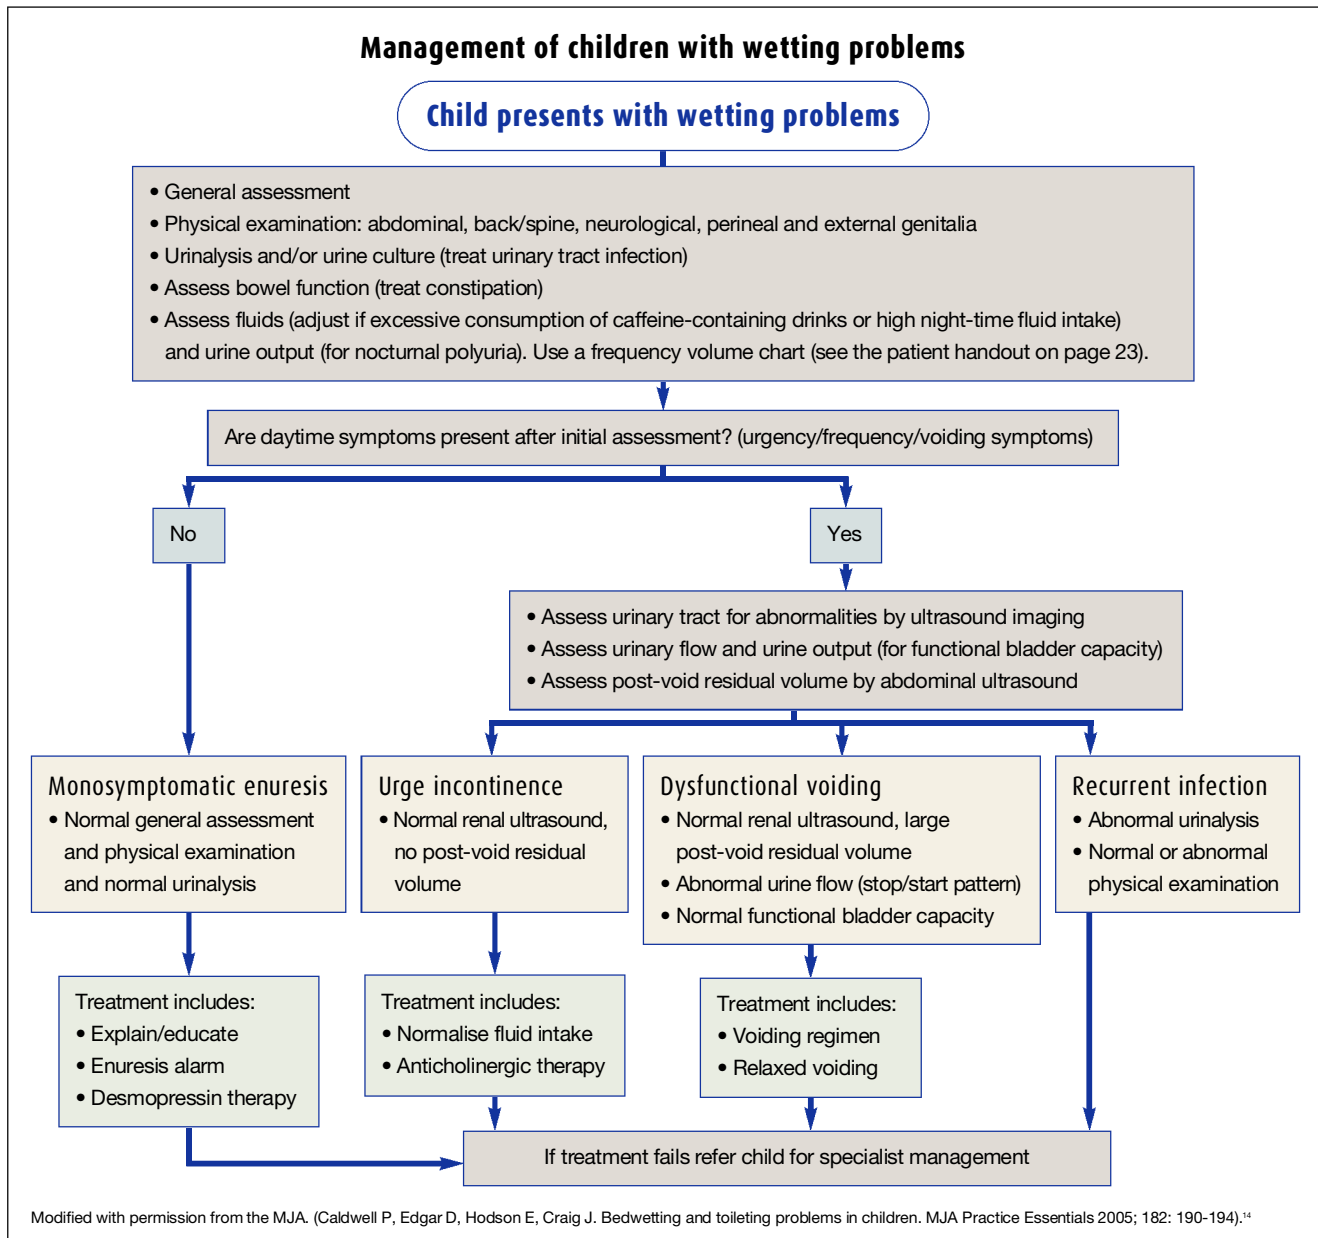 Management of children with wetting problems
Child presents with wetting problems
• General assessment
• Physical examination: abdominal, back/spine, neurological, perineal and external genitalia
• Urinalysis and/or urine culture (treat urinary tract infection)
• Assess bowel function (treat constipation)
• Assess fluids (adjust if excessive consumption of caffeine-containing drinks or high night-time fluid intake)
and urine output (for nocturnal polyuria). Use a frequency volume chart (see the patient handout on page 23).
Are daytime symptoms present after initial assessment? (urgency/frequency/voiding symptoms)
No
Yes
• Assess urinary tract for abnormalities by ultrasound imaging
• Assess urinary flow and urine output (for functional bladder capacity)
• Assess post-void residual volume by abdominal ultrasound
Monosymptomatic enuresis
• Normal general assessment
and physical examination
and normal urinalysis
Urge incontinence
• Normal renal ultrasound,
no post-void residual
volume
Dysfunctional voiding
• Normal renal ultrasound, large
post-void residual volume
• Abnormal urine flow (stop/start pattern)
• Normal functional bladder capacity
Recurrent infection
• Abnormal urinalysis
• Normal or abnormal
physical examination
Treatment includes:
• Explain/educate
• Enuresis alarm
• Desmopressin therapy
Treatment includes:
• Normalise fluid intake
• Anticholinergic therapy
Treatment includes:
• Voiding regimen
• Relaxed voiding
If treatment fails refer child for specialist management
Modified with permission from the MJA. (Caldwell P, Edgar D, Hodson E, Craig J. Bedwetting and toileting problems in children. MJA Practice Essentials 2005; 182: 190-194).¹⁴